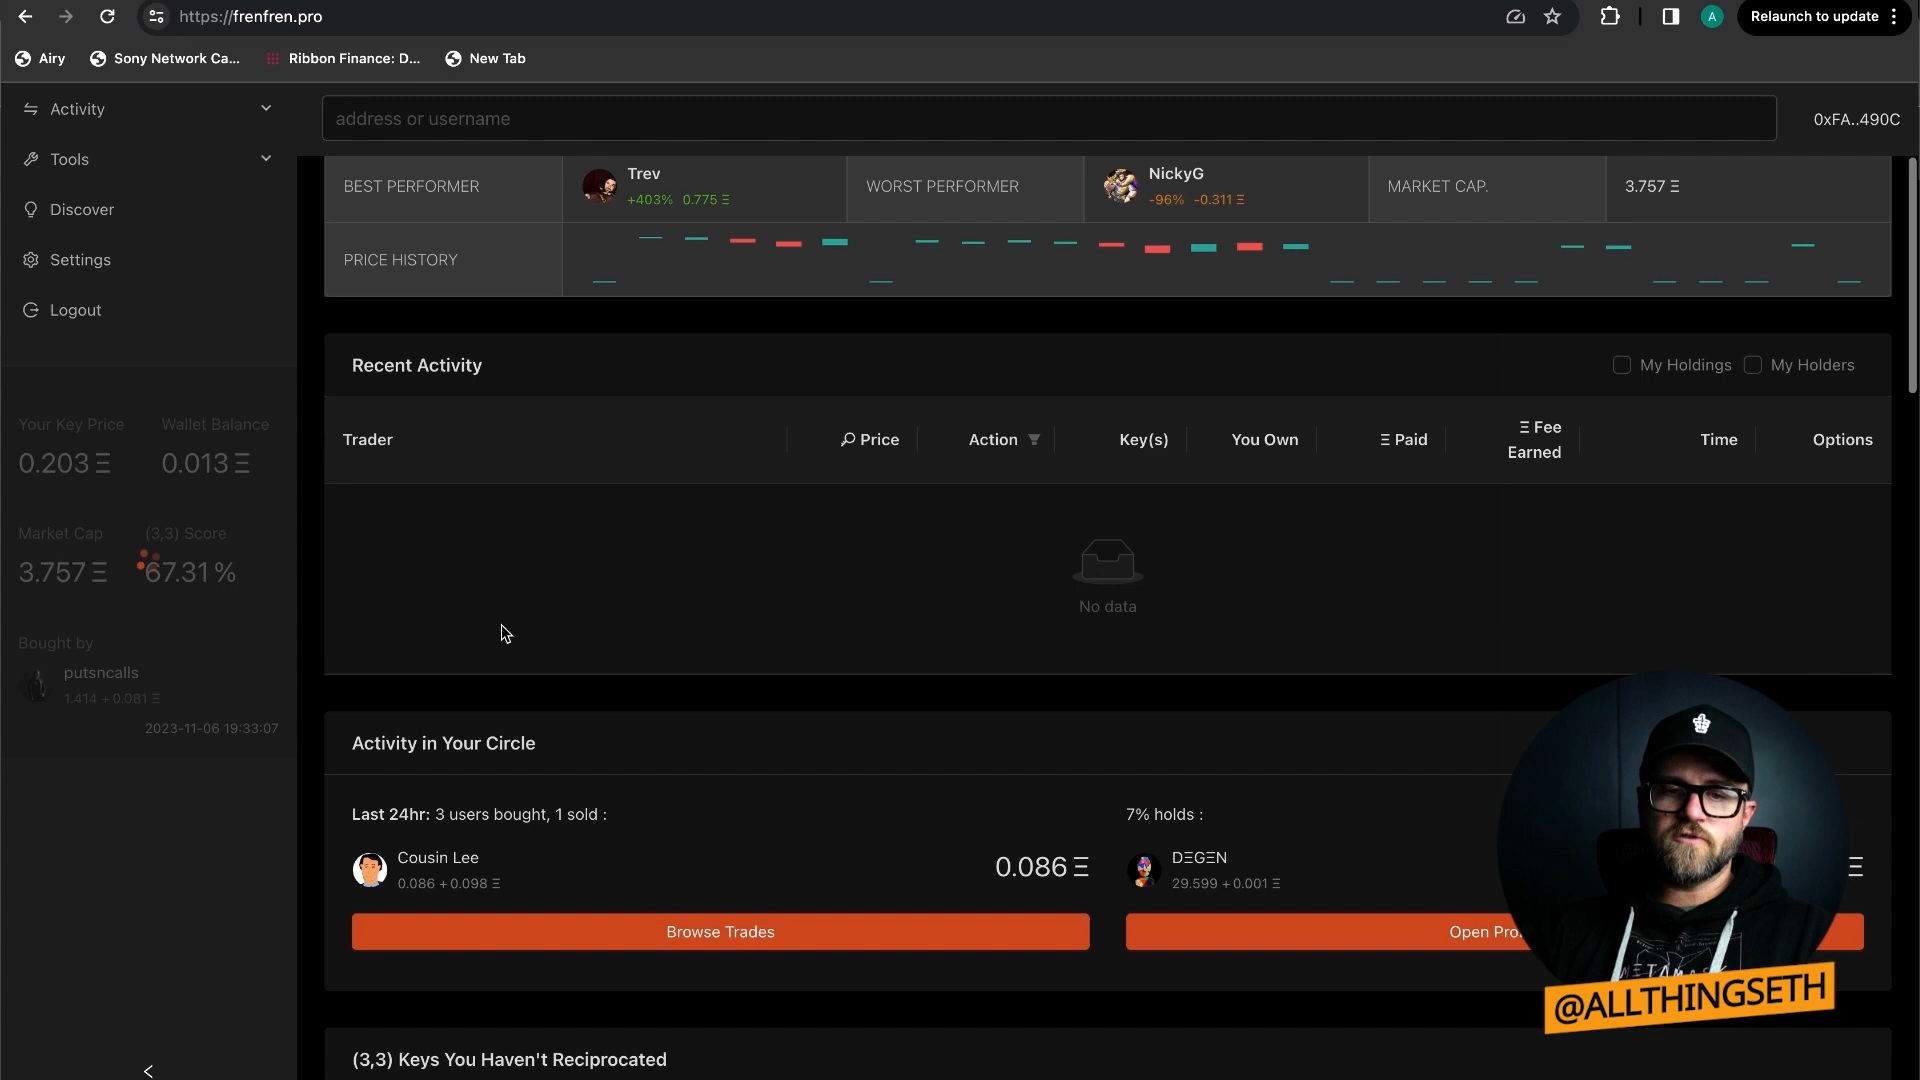 https://frenfren.pro
A
Relaunch to update
Airy
Sony Network Ca...
Ribbon Finance: D...
New Tab
Activity
address or username
0xFA..490C
Tools
Discover
Settings
Logout
BEST PERFORMER
Trev
+403% 0.775 Ξ
WORST PERFORMER
NickyG
-96% -0.311 Ξ
MARKET CAP.
3.757 Ξ
PRICE HISTORY
Recent Activity
My Holdings
My Holders
Trader
Price
Action
Key(s)
You Own
Ξ Paid
Ξ Fee
Earned
Time
Options
No data
Your Key Price
Wallet Balance
0.203 Ξ
0.013 Ξ
Market Cap
(3,3) Score
3.757 Ξ
67.31 %
Bought by
putsncalls
1.414 + 0.081 Ξ
2023-11-06 19:33:07
Activity in Your Circle
Last 24hr: 3 users bought, 1 sold :
Cousin Lee
0.086 + 0.098 Ξ
0.086 Ξ
Browse Trades
7% holds :
DΞGΞN
29.599 + 0.001 Ξ
Ξ
Open Pro
METAMASK
@ALLTHINGSETH
(3,3) Keys You Haven't Reciprocated